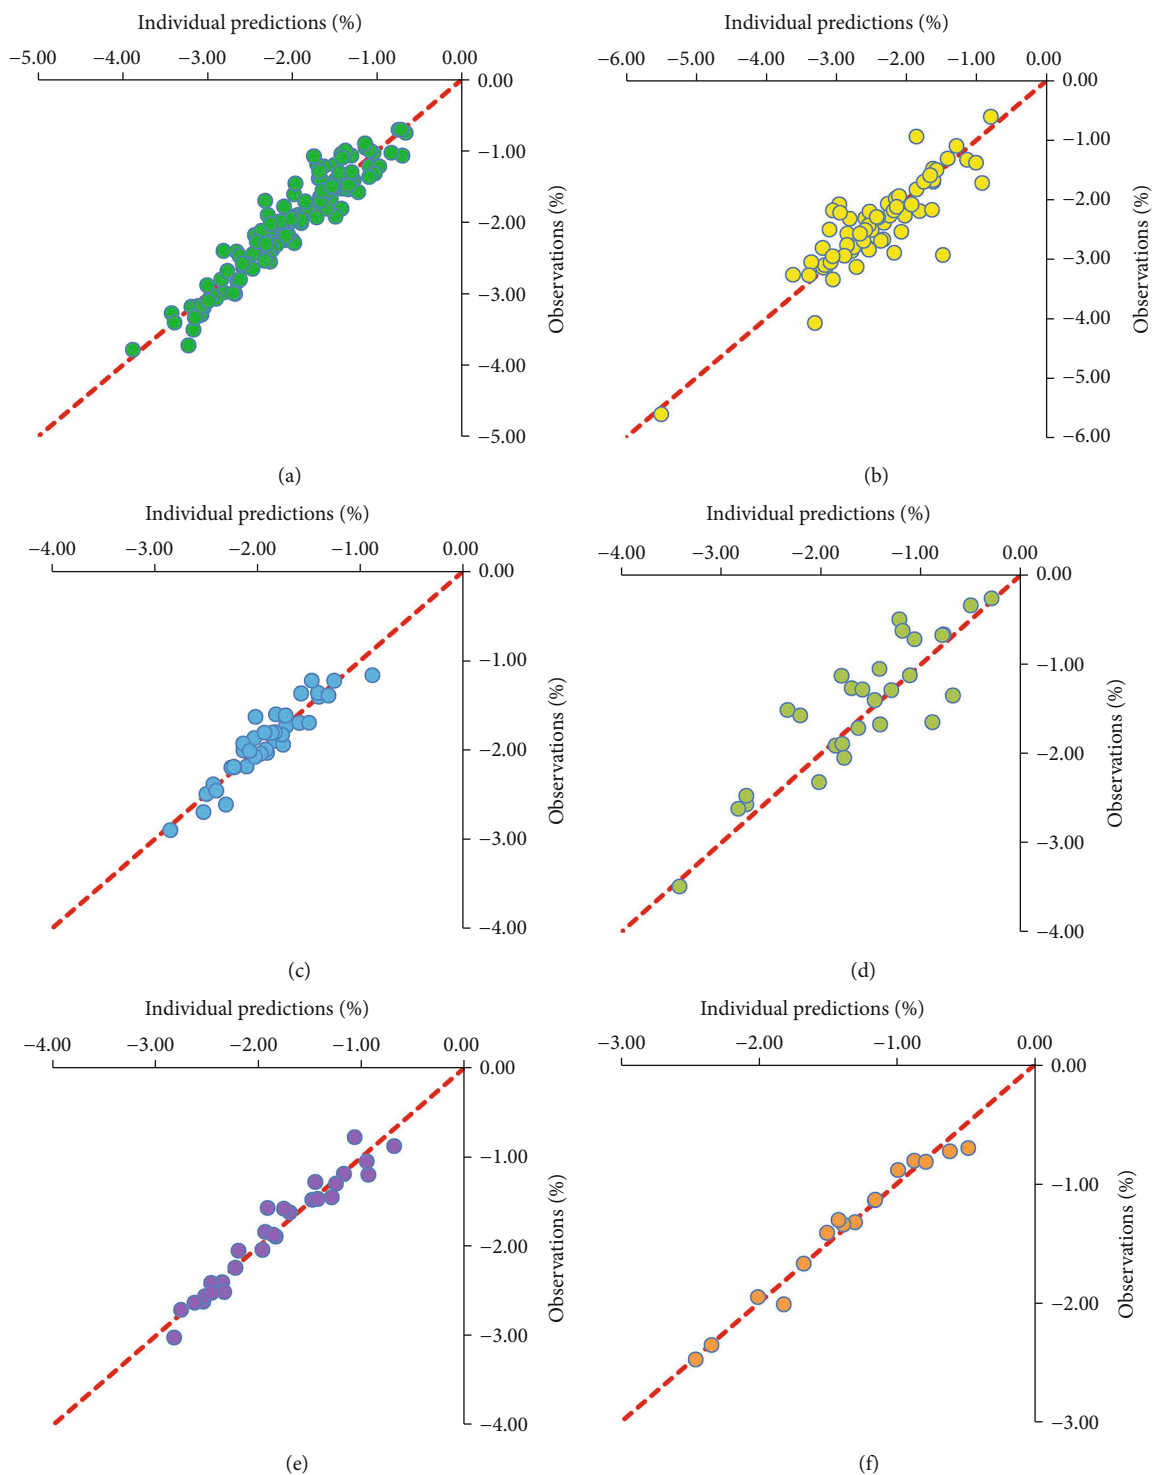 Individual predictions (%)
−5.00 −4.00 −3.00 −2.00 −1.00 0.00
0.00
−1.00
−2.00
−3.00
−4.00
−5.00
Observations (%)
(a)
Individual predictions (%)
−6.00 −5.00 −4.00 −3.00 −2.00 −1.00 0.00
0.00
−1.00
−2.00
−3.00
−4.00
−5.00
−6.00
Observations (%)
(b)
Individual predictions (%)
−4.00 −3.00 −2.00 −1.00 0.00
0.00
−1.00
−2.00
−3.00
−4.00
Observations (%)
(c)
Individual predictions (%)
−4.00 −3.00 −2.00 −1.00 0.00
0.00
−1.00
−2.00
−3.00
−4.00
Observations (%)
(d)
Individual predictions (%)
−4.00 −3.00 −2.00 −1.00 0.00
0.00
−1.00
−2.00
−3.00
−4.00
Observations (%)
(e)
Individual predictions (%)
−3.00 −2.00 −1.00 0.00
0.00
−1.00
−2.00
−3.00
Observations (%)
(f)